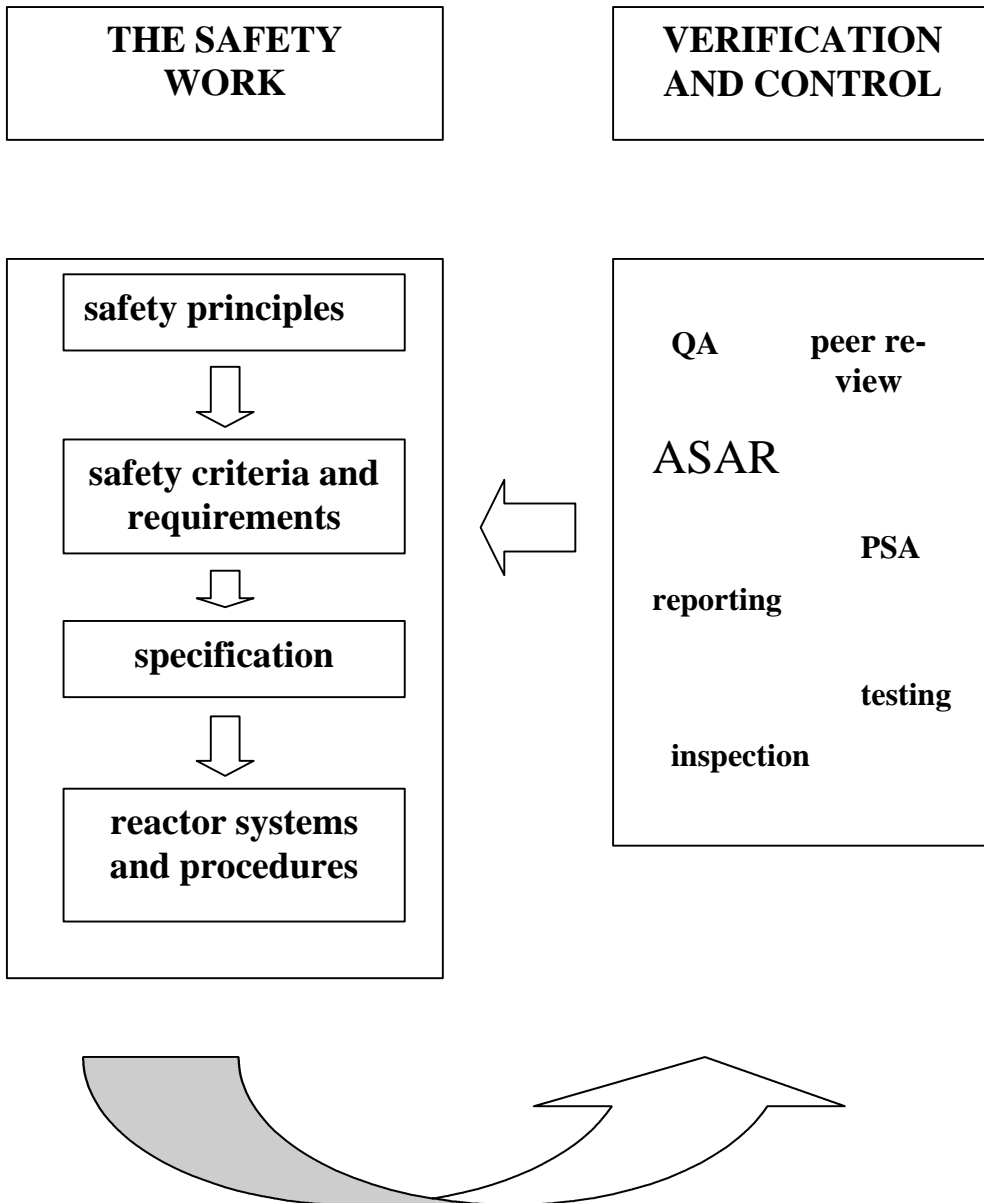 THE SAFETY
WORK
VERIFICATION
AND CONTROL
safety principles
safety criteria and
requirements
specification
reactor systems
and procedures
QA
peer re-
view
ASAR
PSA
reporting
testing
inspection